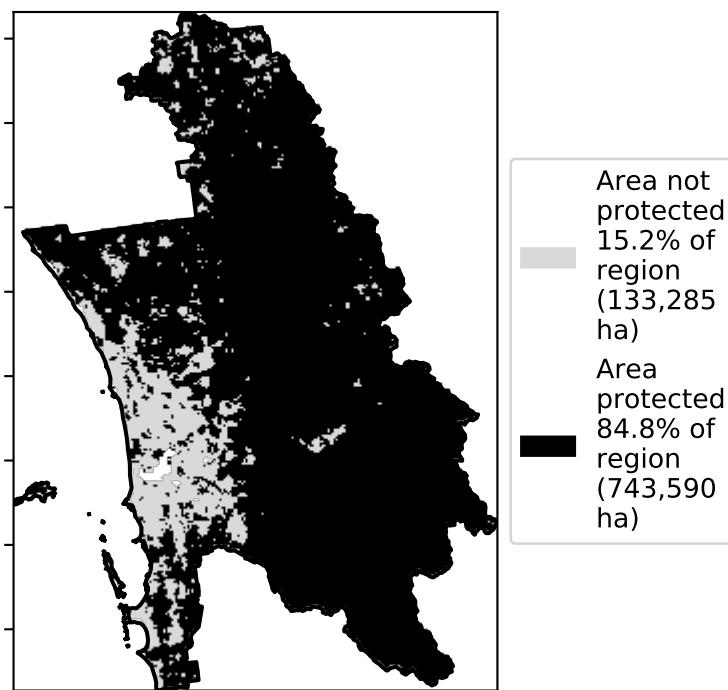 Area not
protected
15.2% of
region
(133,285
ha)
Area
protected
84.8% of
region
(743,590
ha)